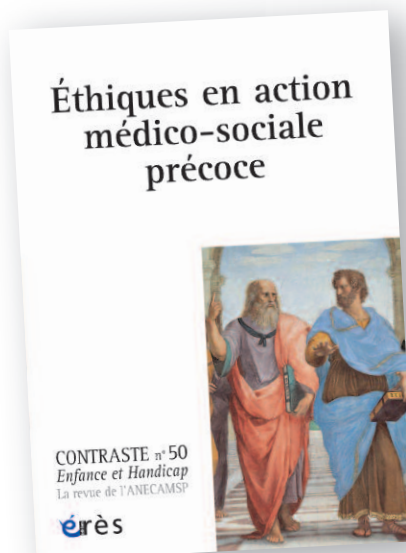 Éthiques en action
médico-sociale
précoce
CONTRASTE n° 50
Enfance et Handicap
La revue de l'ANECAMSP
érès